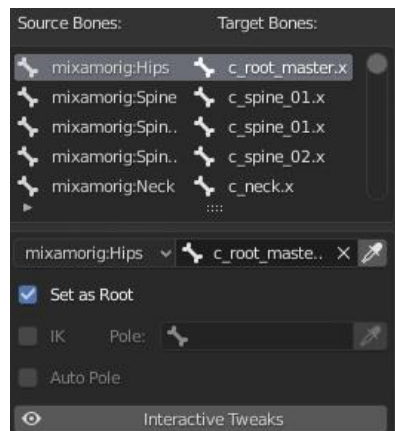 Source Bones: Target Bones:
mixamorig:Hips c_root_master.x
mixamorig:Spine c_spine_01.x
mixamorig:Spin.. c_spine_01.x
mixamorig:Spin.. c_spine_02.x
mixamorig:Neck c_neck.x
mixamorig:Hips c_root_maste..
Set as Root
IK Pole:
Auto Pole
Interactive Tweaks